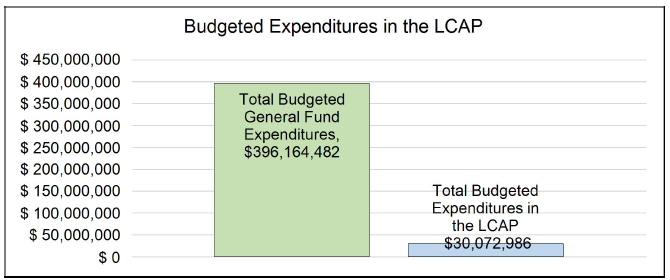 Budgeted Expenditures in the LCAP
$ 450,000,000
$ 400,000,000
$ 350,000,000
$ 300,000,000
$ 250,000,000
$ 200,000,000
$ 150,000,000
$ 100,000,000
$ 50,000,000
$ 0
Total Budgeted
General Fund
Expenditures,
$396,164,482
Total Budgeted
Expenditures in
the LCAP
$30,072,986